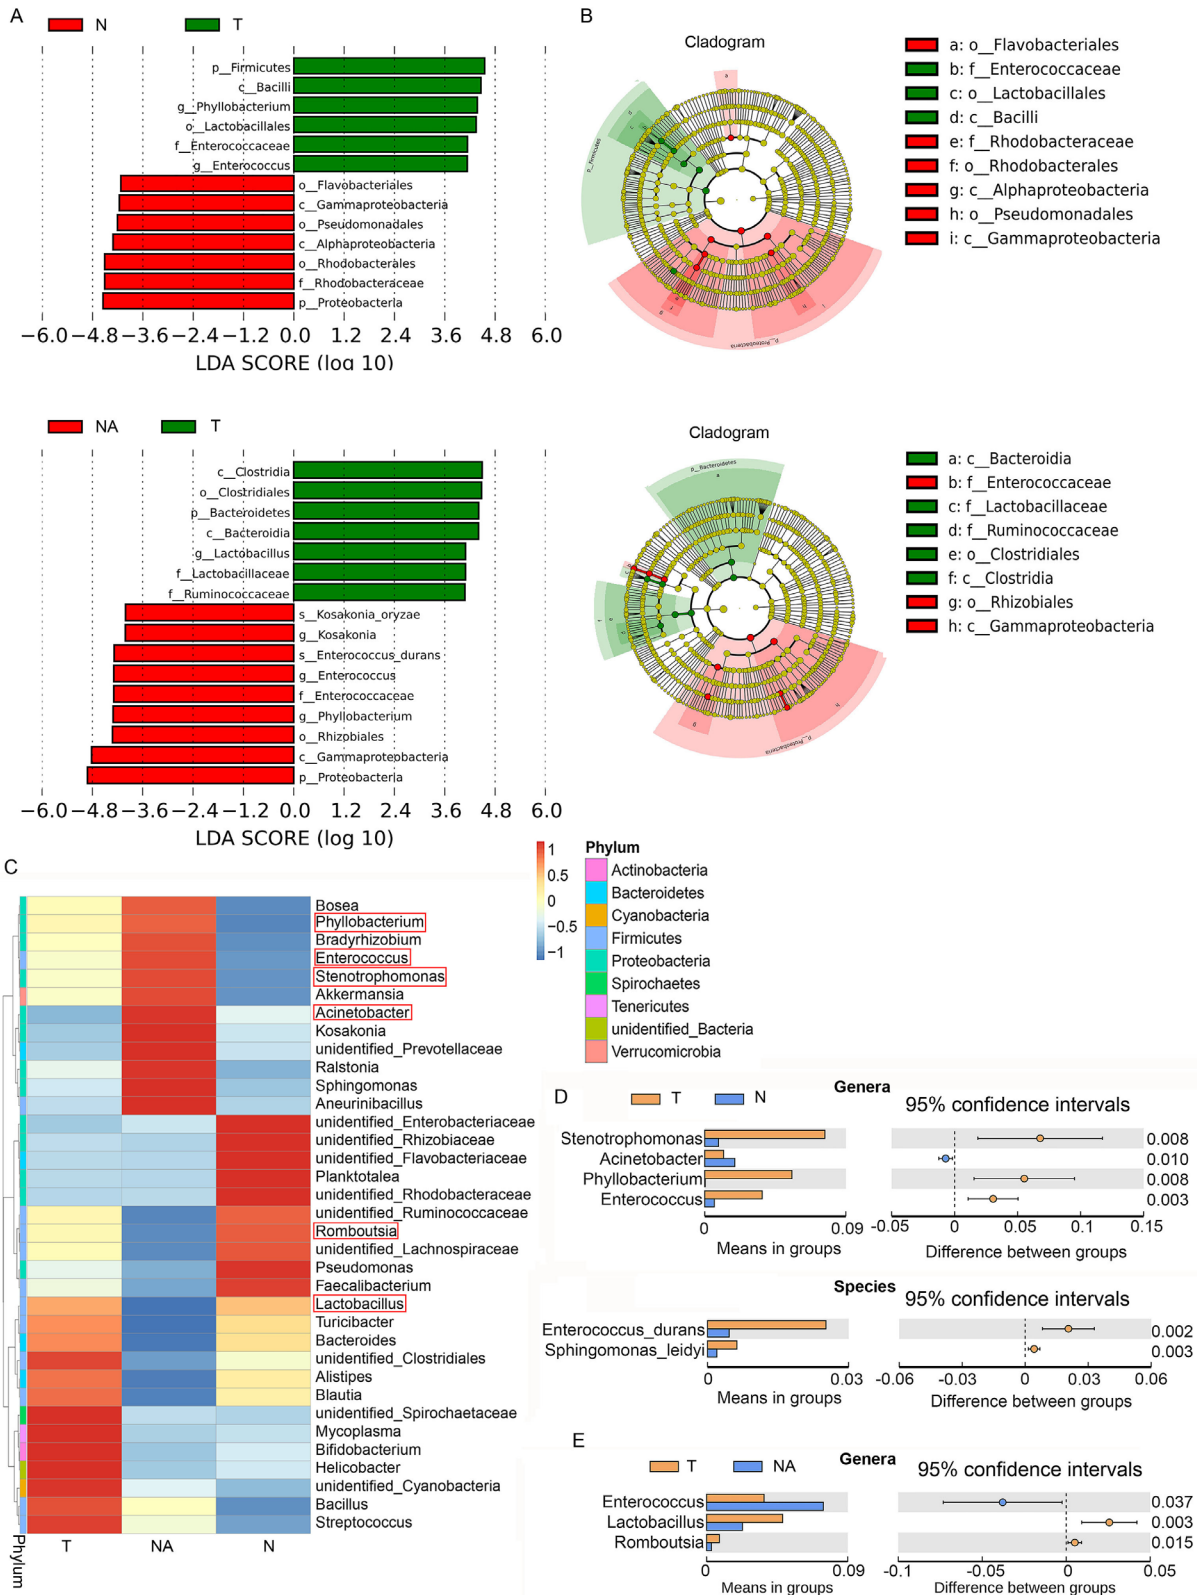 A
N T
p__Firmicutes
c__Bacilli
g__Phyllobacterium
o__Lactobacillales
f__Enterococcaceae
g__Enterococcus
o__Flavobacteriales
c__Gammaproteobacteria
o__Pseudomonadales
c__Alphaproteobacteria
o__Rhodobacterales
f__Rhodobacteraceae
p__Proteobacteria
−6.0 −4.8 −3.6 −2.4 −1.2 0.0 1.2 2.4 3.6 4.8 6.0
LDA SCORE (log 10)
B
Cladogram
p__Firmicutes
p__Proteobacteria
a: o__Flavobacteriales
b: f__Enterococcaceae
c: o__Lactobacillales
d: c__Bacilli
e: f__Rhodobacteraceae
f: o__Rhodobacterales
g: c__Alphaproteobacteria
h: o__Pseudomonadales
i: c__Gammaproteobacteria
NA T
c__Clostridia
o__Clostridiales
p__Bacteroidetes
c__Bacteroidia
g__Lactobacillus
f__Lactobacillaceae
f__Ruminococcaceae
s__Kosakonia_oryzae
g__Kosakonia
s__Enterococcus_durans
g__Enterococcus
f__Enterococcaceae
g__Phyllobacterium
o__Rhizobiales
c__Gammaproteobacteria
p__Proteobacteria
−6.0 −4.8 −3.6 −2.4 −1.2 0.0 1.2 2.4 3.6 4.8 6.0
LDA SCORE (log 10)
Cladogram
p__Bacteroidetes
a
h
g
p__Proteobacteria
a: c__Bacteroidia
b: f__Enterococcaceae
c: f__Lactobacillaceae
d: f__Ruminococcaceae
e: o__Clostridiales
f: c__Clostridia
g: o__Rhizobiales
h: c__Gammaproteobacteria
C
Bosea
Phyllobacterium
Bradyrhizobium
Enterococcus
Stenotrophomonas
Akkermansia
Acinetobacter
Kosakonia
unidentified_Prevotellaceae
Ralstonia
Sphingomonas
Aneurinibacillus
unidentified_Enterobacteriaceae
unidentified_Rhizobiaceae
unidentified_Flavobacteriaceae
Planktotalea
unidentified_Rhodobacteraceae
unidentified_Ruminococcaceae
Romboutsia
unidentified_Lachnospiraceae
Pseudomonas
Faecalibacterium
Lactobacillus
Turicibacter
Bacteroides
unidentified_Clostridiales
Alistipes
Blautia
unidentified_Spirochaetaceae
Mycoplasma
Bifidobacterium
Helicobacter
unidentified_Cyanobacteria
Bacillus
Streptococcus
Phylum
T NA N
1
0.5
0
−0.5
−1
Phylum
Actinobacteria
Bacteroidetes
Cyanobacteria
Firmicutes
Proteobacteria
Spirochaetes
Tenericutes
unidentified_Bacteria
Verrucomicrobia
D
T N
Genera
95% confidence intervals
Stenotrophomonas 0.008
Acinetobacter 0.010
Phyllobacterium 0.008
Enterococcus 0.003
0 0.09 -0.05 0 0.05 0.1 0.15
Means in groups Difference between groups
Species
95% confidence intervals
Enterococcus_durans 0.002
Sphingomonas_leidyi 0.003
0 0.03 -0.06 -0.03 0 0.03 0.06
Means in groups Difference between groups
E
T NA
Genera
95% confidence intervals
Enterococcus 0.037
Lactobacillus 0.003
Romboutsia 0.015
0 0.09 -0.1 -0.05 0 0.05
Means in groups Difference between groups